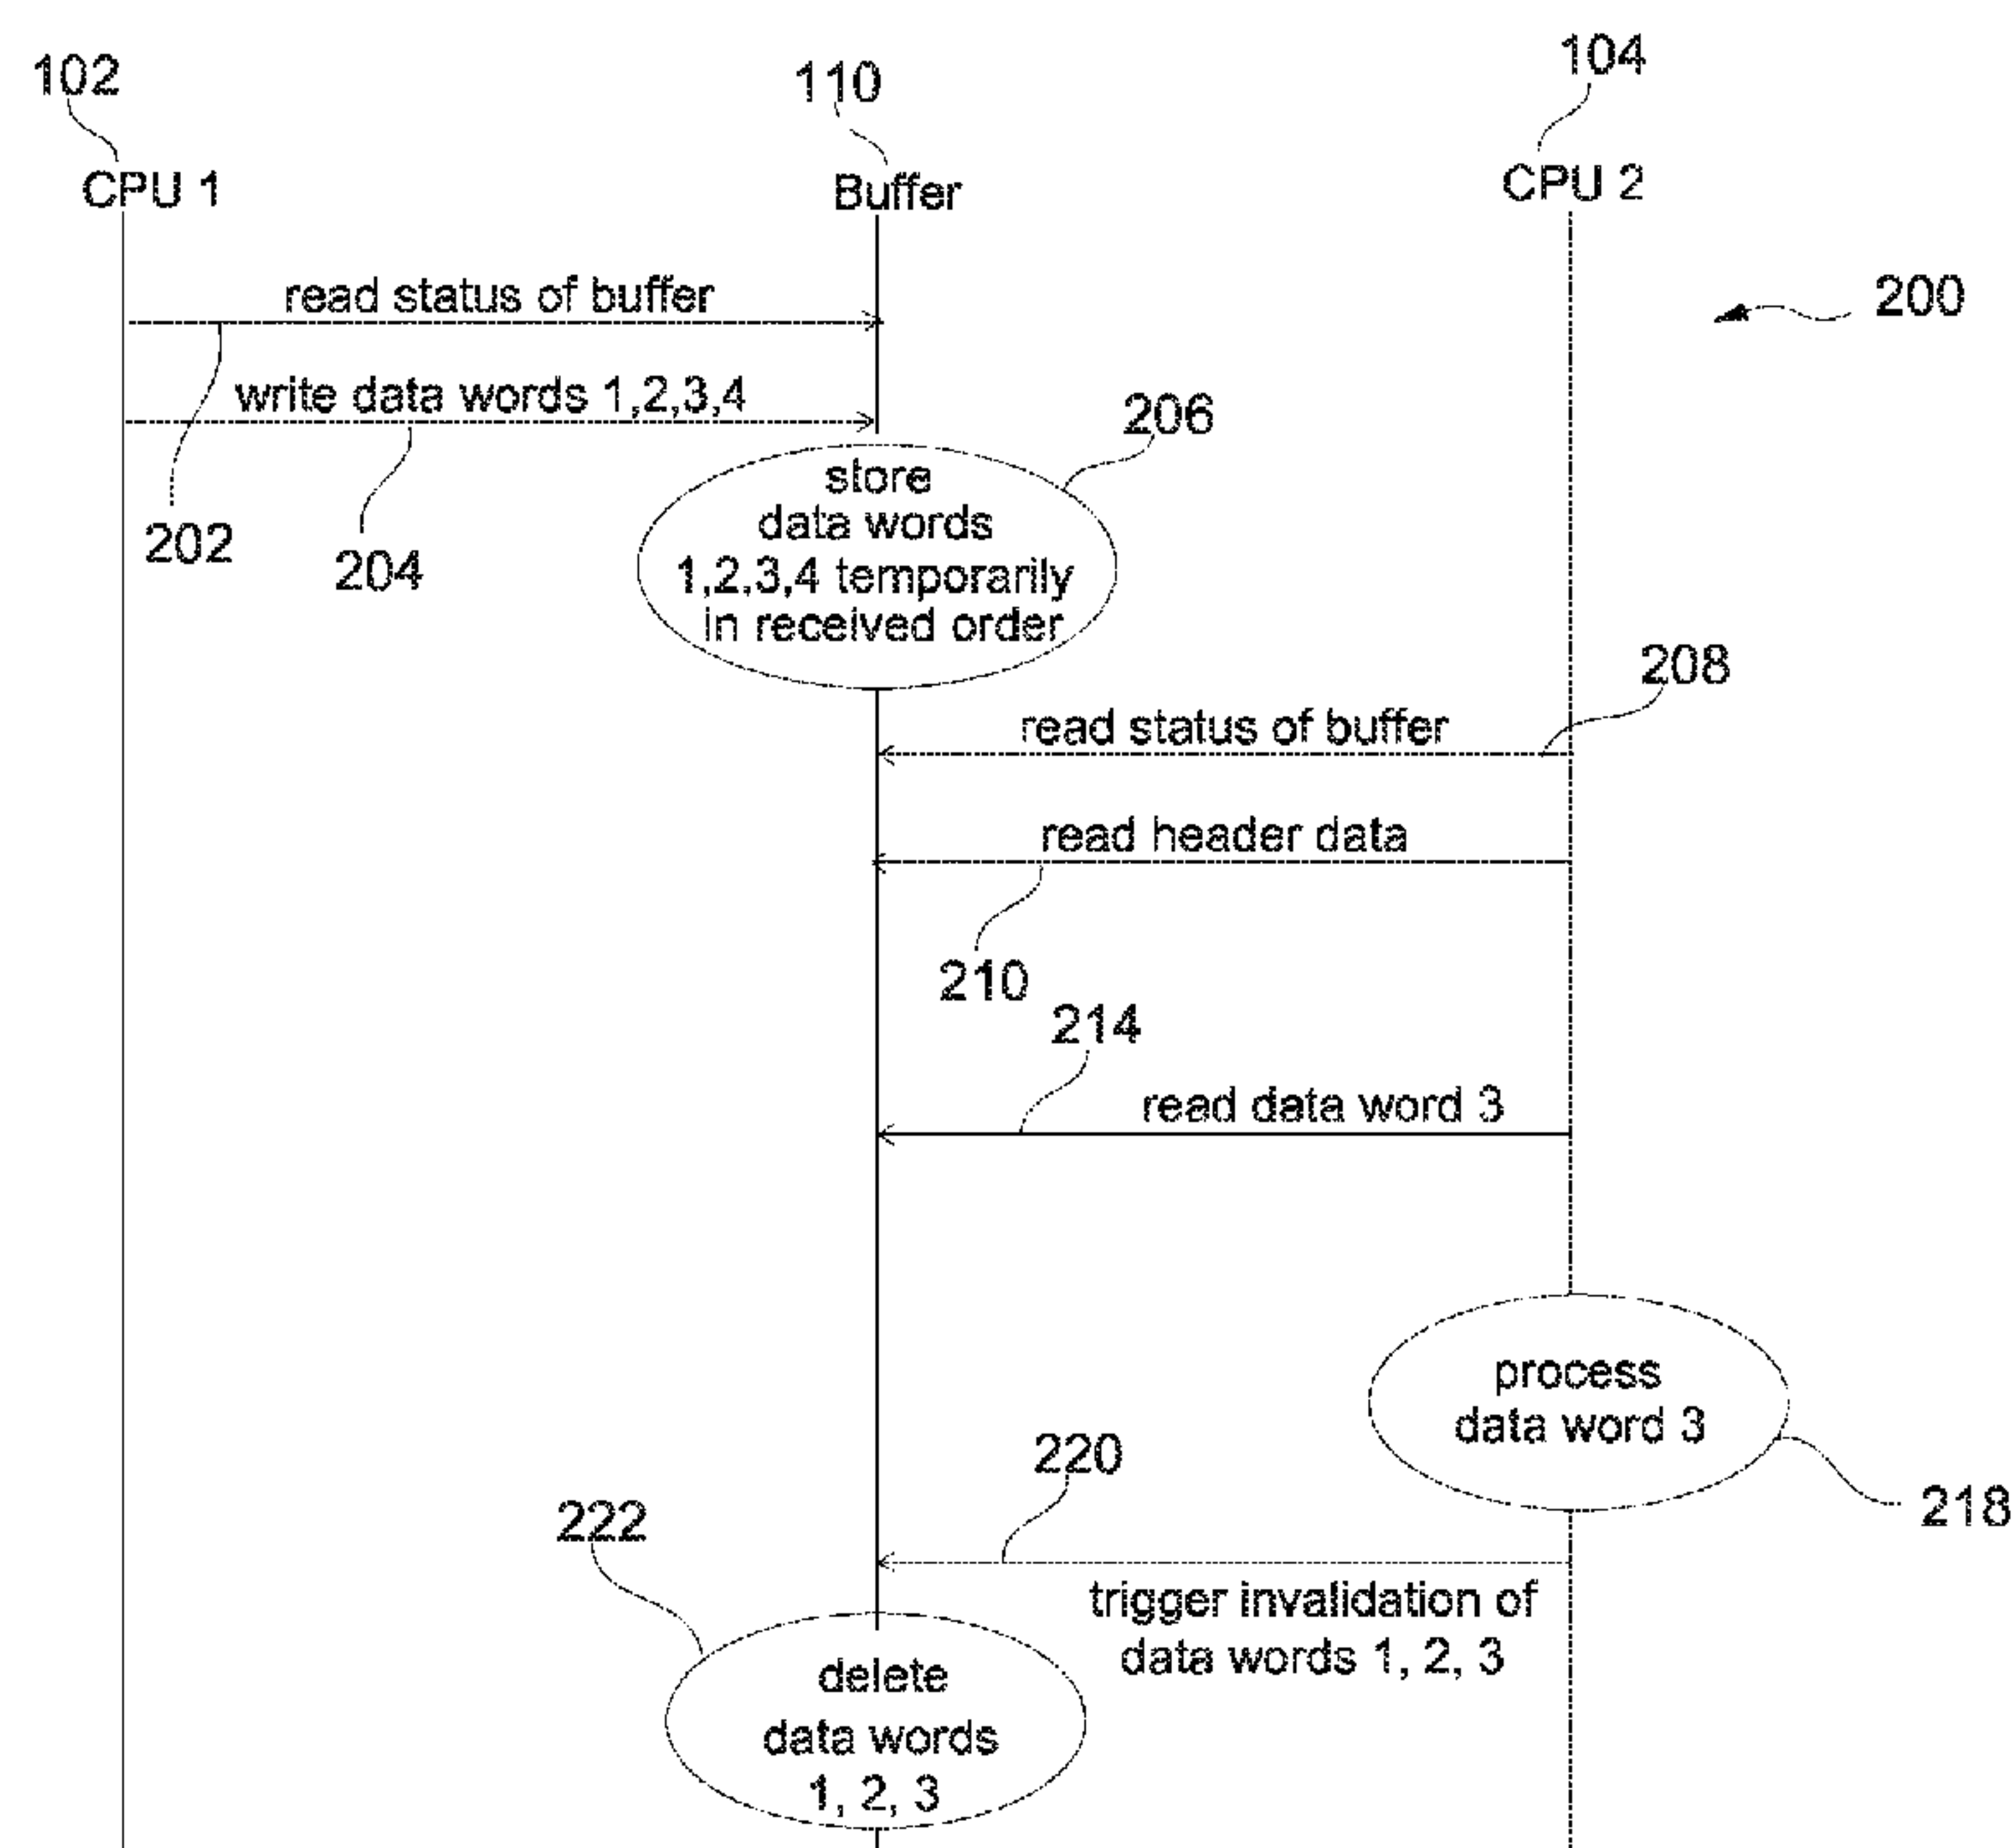 102
110
104
CPU 1
Buffer
CPU 2
read status of buffer
200
write data words 1,2,3,4
206
store
data words
1,2,3,4 temporarily
in received order
202
204
208
read status of buffer
read header data
210
214
read data word 3
process
data word 3
220
218
222
trigger invalidation of
data words 1, 2, 3
delete
data words
1, 2, 3